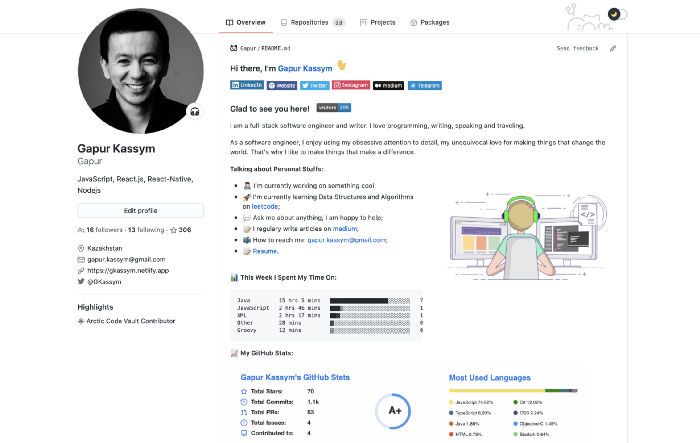 Overview
Repositories 33
Projects
Packages
Gapur / README.md
Send feedback
Hi there, I'm Gapur Kassym
LinkedIn Website Twitter Instagram medium Telegram
Glad to see you here! visitors 205
I am a full-stack software engineer and writer. I love programming, writing, speaking and traveling.
As a software engineer, I enjoy using my obsessive attention to detail, my unequivocal love for making things that change the
world. That's why I like to make things that make a difference.
Talking about Personal Stuffs:
I'm currently working on something cool;
I'm currently learning Data Structures and Algorithms
on leetcode;
Ask me about anything, I am happy to help;
I regulary write articles on medium;
How to reach me: gapur.kassym@gmail.com;
Resume.
This Week I Spent My Time On:
Java 15 hrs 5 mins 7
JavaScript 2 hrs 46 mins 1
XML 2 hrs 17 mins 1
Other 28 mins 0
Groovy 12 mins 0
My GitHub Stats:
Gapur Kassym's GitHub Stats
Total Stars: 70
Total Commits: 1.1k
Total PRs: 53
Total Issues: 4
Contributed to: 4
A+
Most Used Languages
JavaScript
C#
TypeScript 6.20%
CSS 2.24%
Java 1.86%
Objective-C
HTML 0.73%
Starlark 0.64%
Gapur Kassym
Gapur
JavaScript, React.js, React-Native,
Nodejs
Edit profile
16 followers · 13 following · 306
Kazakhstan
gapur.kassym@gmail.com
https://gkassym.netlify.app
@GKassym
Highlights
Arctic Code Vault Contributor